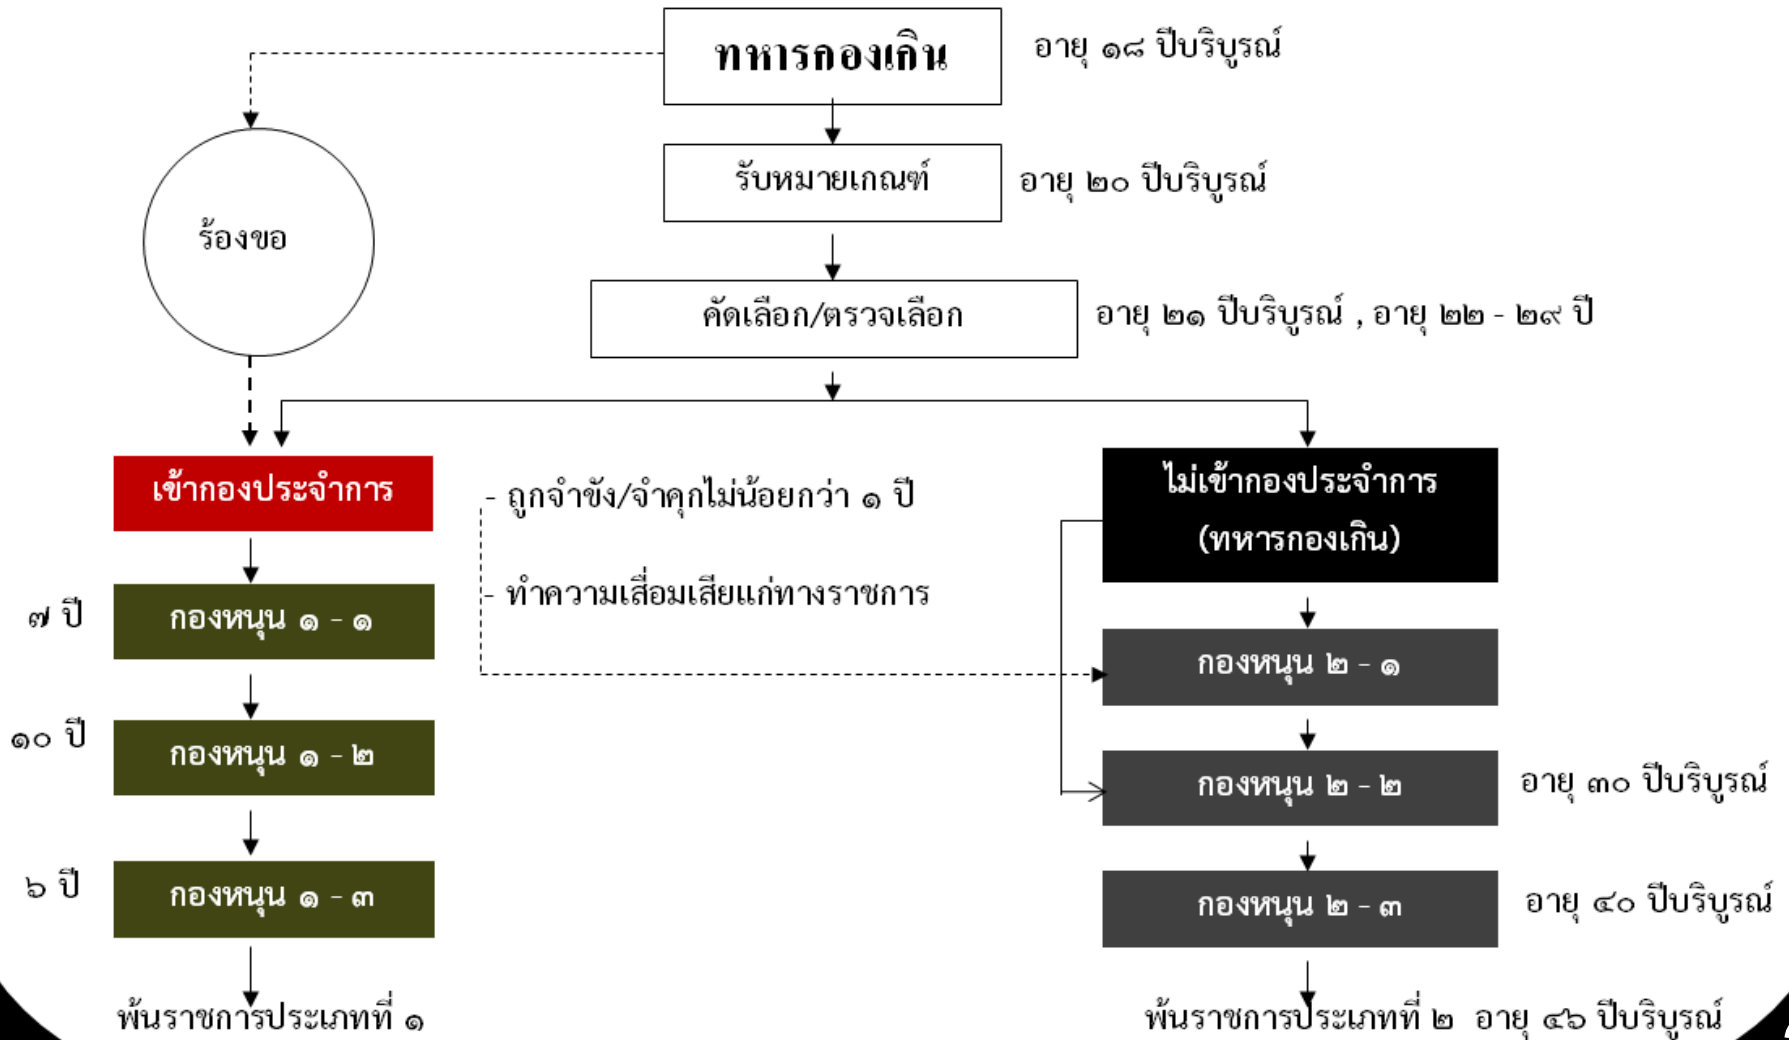 ทหารกองเกิน
อายุ ๑๘ ปีบริบูรณ์
รับหมายเกณฑ์
อายุ ๒๐ ปีบริบูรณ์
ร้องขอ
คัดเลือก/ตรวจเลือก
อายุ ๒๑ ปีบริบูรณ์ , อายุ ๒๒ - ๒๙ ปี
เข้ากองประจำการ
- ถูกจำขัง/จำคุกไม่น้อยกว่า ๑ ปี
- ทำความเสื่อมเสียแก่ทางราชการ
ไม่เข้ากองประจำการ
(ทหารกองเกิน)
๗ ปี
กองหนุน ๑ - ๑
กองหนุน ๒ - ๑
๑๐ ปี
กองหนุน ๑ - ๒
กองหนุน ๒ - ๒
อายุ ๓๐ ปีบริบูรณ์
๖ ปี
กองหนุน ๑ - ๓
กองหนุน ๒ - ๓
อายุ ๔๐ ปีบริบูรณ์
พ้นราชการประเภทที่ ๑
พ้นราชการประเภทที่ ๒ อายุ ๔๖ ปีบริบูรณ์